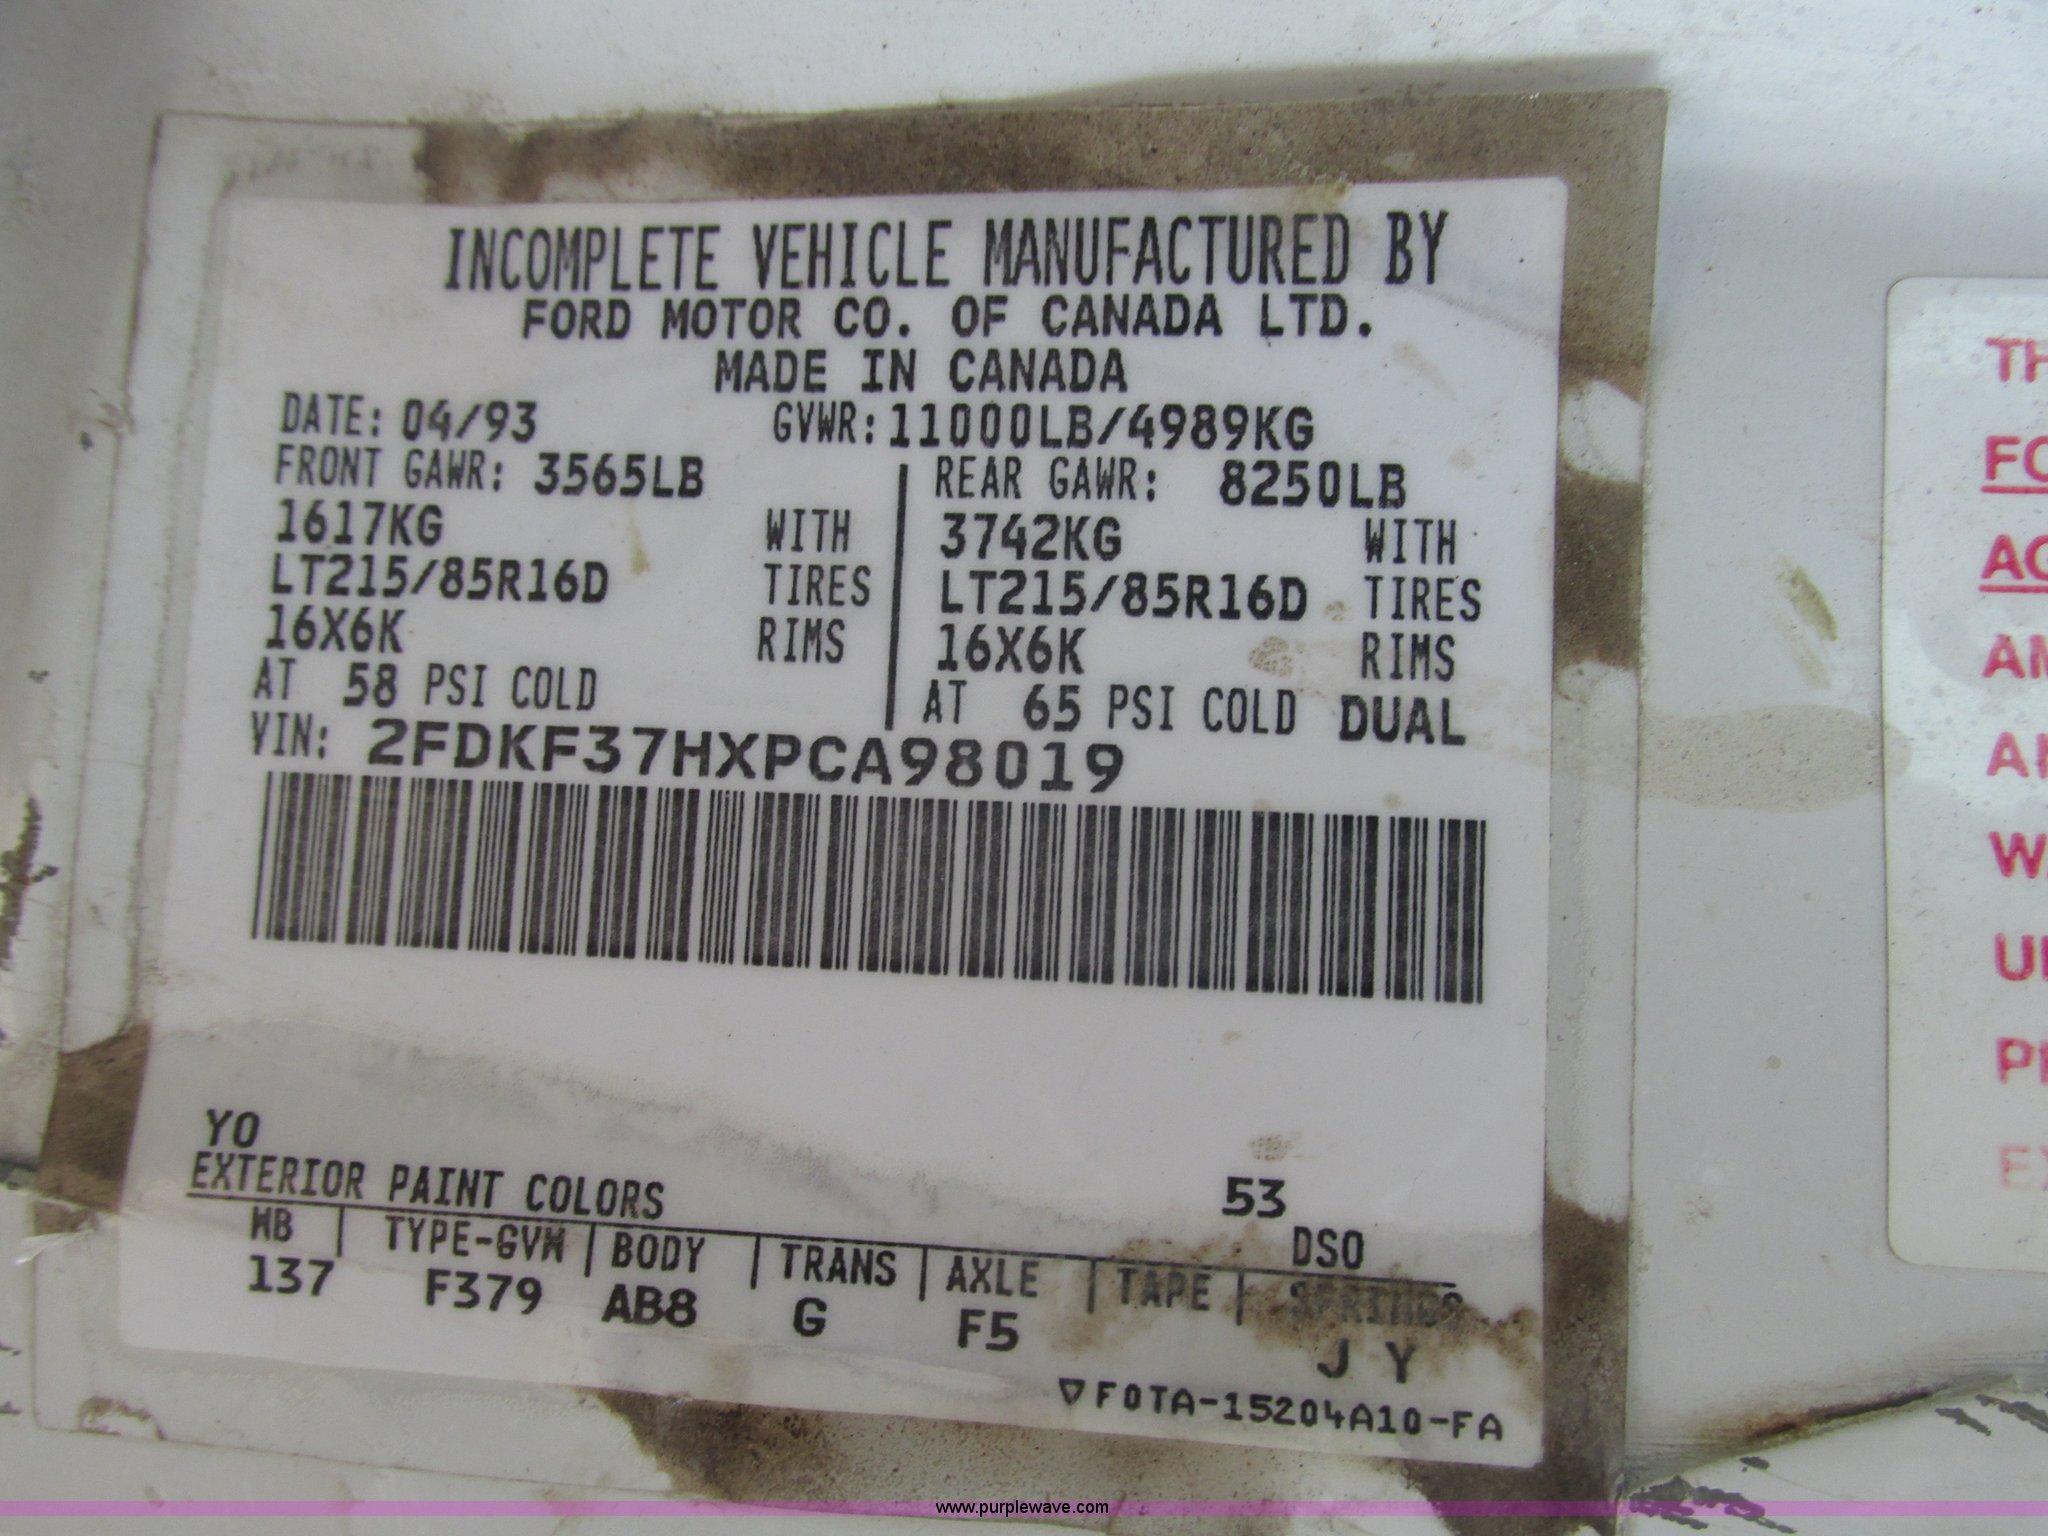 INCOMPLETE VEHICLE MANUFACTURED BY
FORD MOTOR CO. OF CANADA LTD.
MADE IN CANADA
DATE: 04/93 GVWR:11000LB/4989KG
FRONT GAWR: 3565LB REAR GAWR: 8250LB
1617KG WITH 3742KG WITH
LT215/85R16D TIRES LT215/85R16D TIRES
16X6K RIMS 16X6K RIMS
AT 58 PSI COLD AT 65 PSI COLD DUAL
VIN: 2FDKF37HXPCA98019
YO
EXTERIOR PAINT COLORS 53
DSO
WB TYPE-GVW BODY TRANS AXLE TAPE SPRINGS
137 F379 AB8 G F5 J Y
F0TA-15204A10-FA
www.purplewave.com